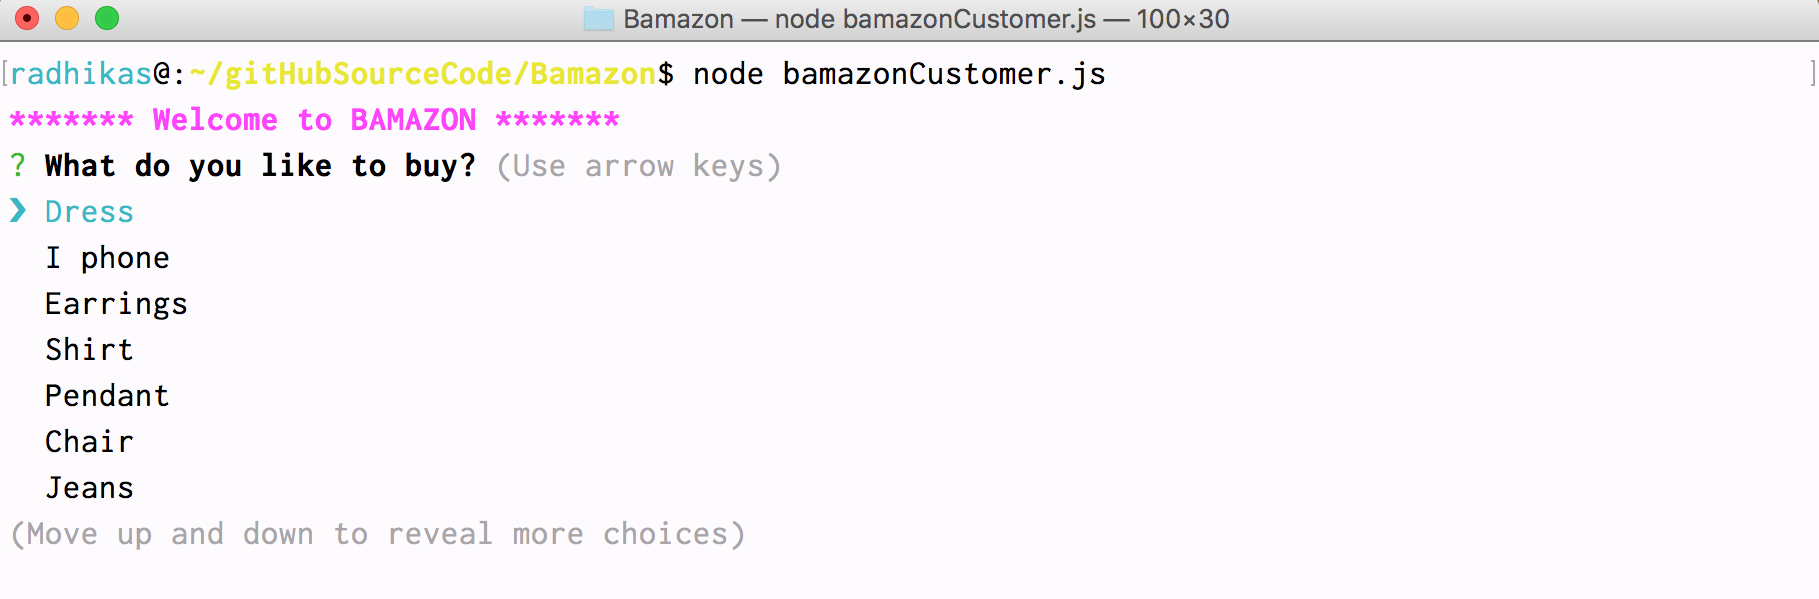 Bamazon — node bamazonCustomer.js — 100×30
[radhikas@:~/gitHubSourceCode/Bamazon$ node bamazonCustomer.js ]
******* Welcome to BAMAZON *******
? What do you like to buy? (Use arrow keys)
❯ Dress
I phone
Earrings
Shirt
Pendant
Chair
Jeans
(Move up and down to reveal more choices)